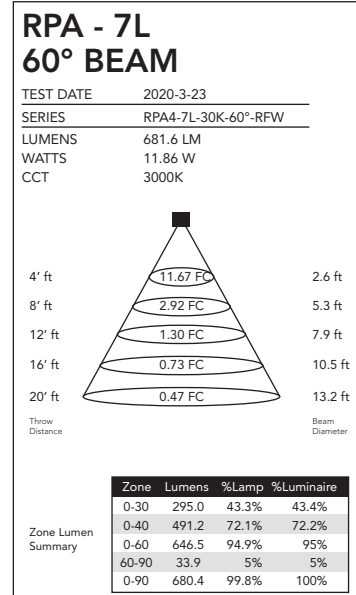 RPA - 7L
60° BEAM
TEST DATE 2020-3-23
SERIES RPA4-7L-30K-60°-RFW
LUMENS 681.6 LM
WATTS 11.86 W
CCT 3000K
4' ft 11.67 FC 2.6 ft
8' ft 2.92 FC 5.3 ft
12' ft 1.30 FC 7.9 ft
16' ft 0.73 FC 10.5 ft
20' ft 0.47 FC 13.2 ft
Throw Beam
Distance Diameter
Zone Lumens %Lamp %Luminaire
0-30 295.0 43.3% 43.4%
0-40 491.2 72.1% 72.2%
Zone Lumen
Summary
0-60 646.5 94.9% 95%
60-90 33.9 5% 5%
0-90 680.4 99.8% 100%